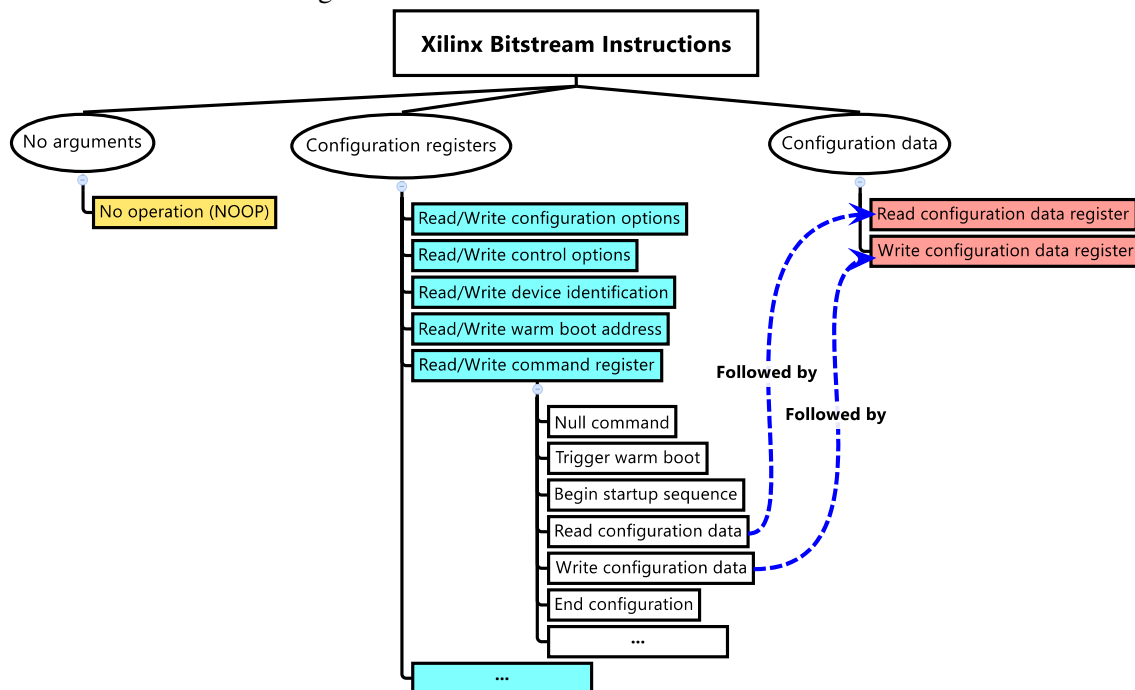 Xilinx Bitstream Instructions
No arguments
Configuration registers
Configuration data
No operation (NOOP)
Read/Write configuration options
Read/Write control options
Read/Write device identification
Read/Write warm boot address
Read/Write command register
Null command
Trigger warm boot
Begin startup sequence
Read configuration data
Write configuration data
End configuration
...
...
Read configuration data register
Write configuration data register
Followed by
Followed by